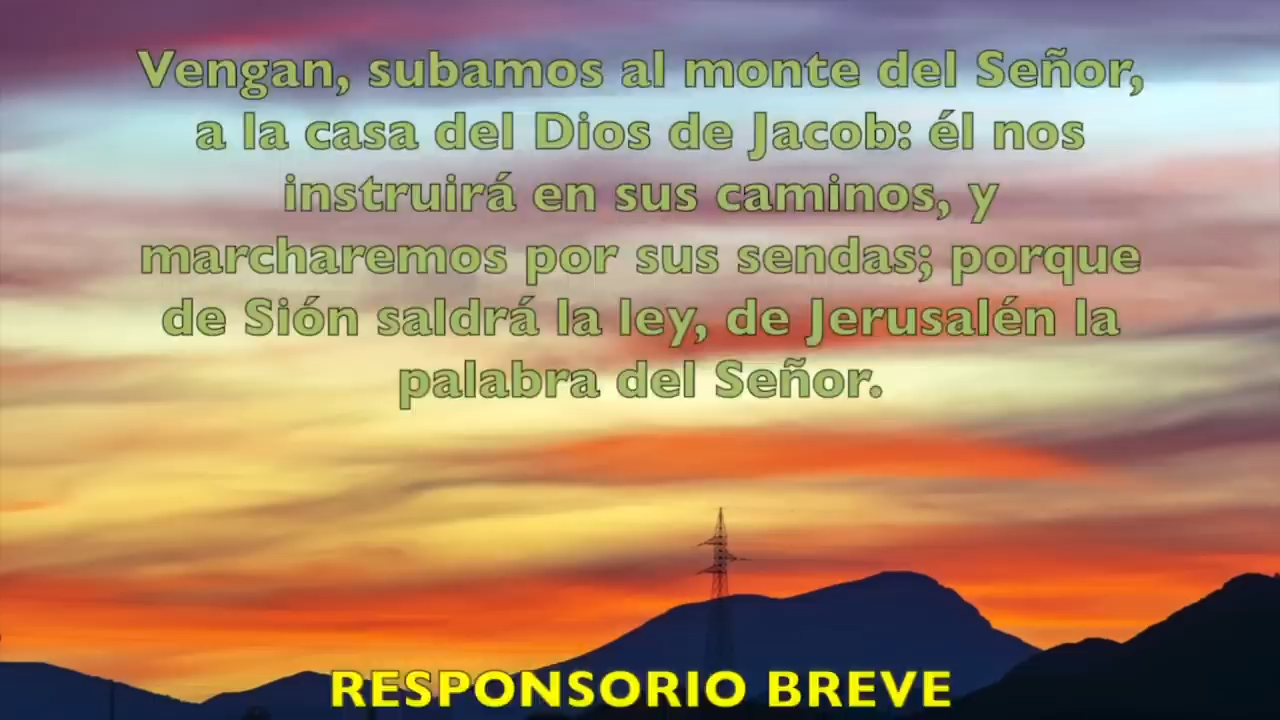 Vengan, subamos al monte del Señor,
a la casa del Dios de Jacob: él nos
instruirá en sus caminos, y
marcharemos por sus sendas; porque
de Sión saldrá la ley, de Jerusalén la
palabra del Señor.
RESPONSORIO BREVE